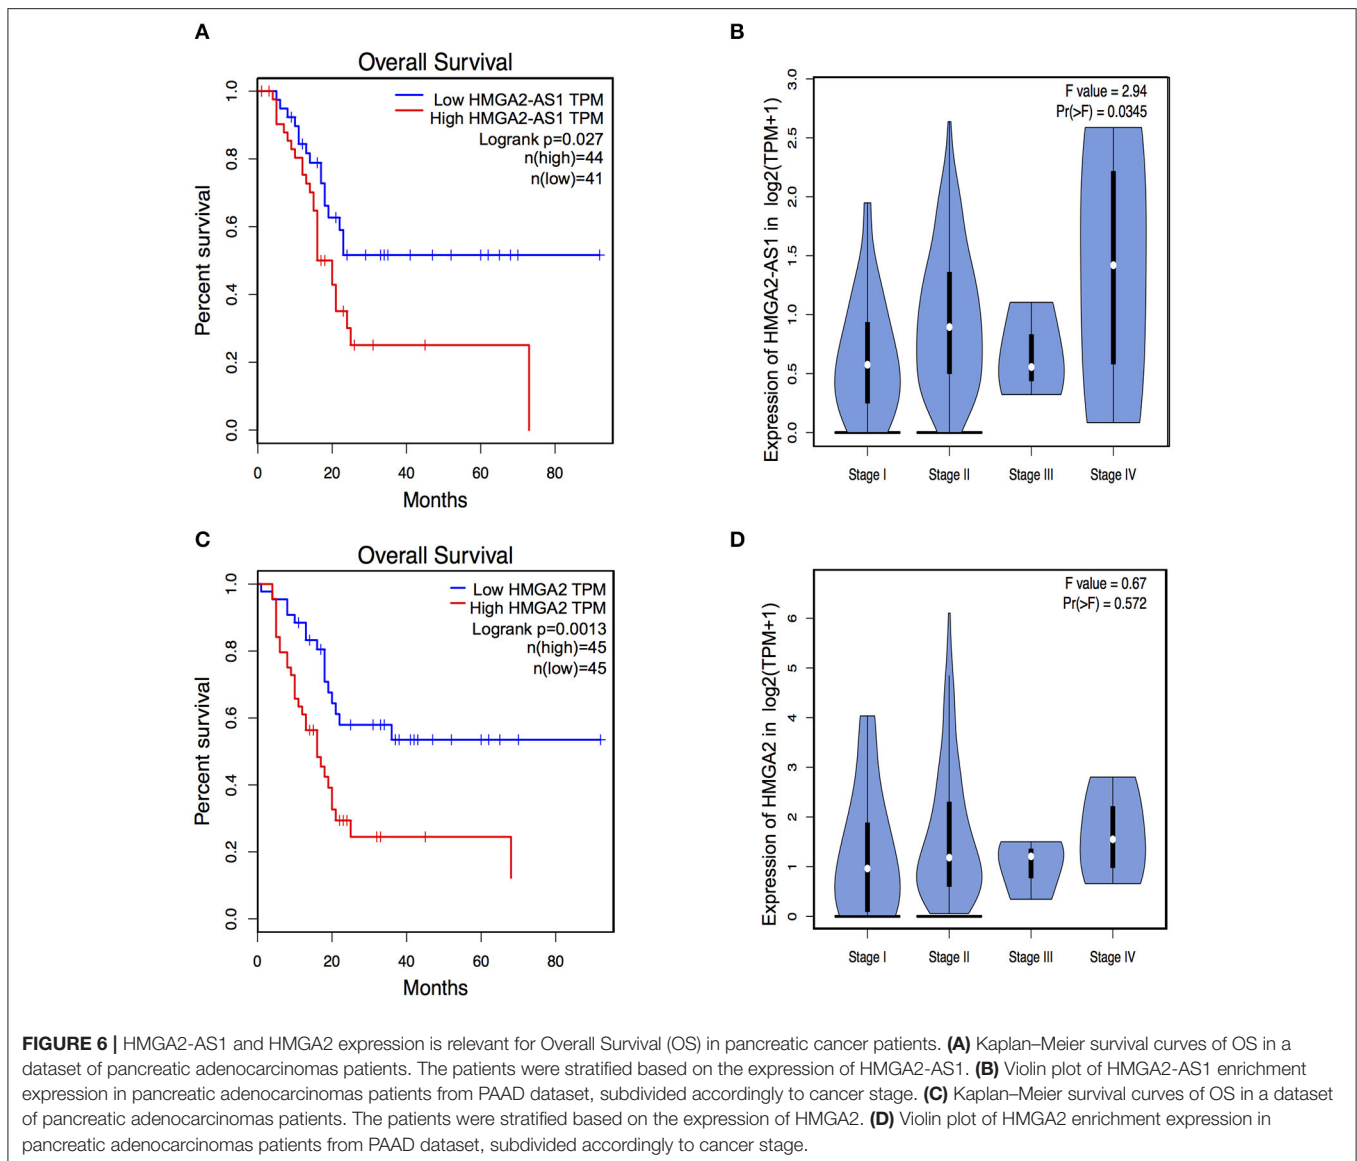 A
Overall Survival
Low HMGA2-AS1 TPM
High HMGA2-AS1 TPM
Logrank p=0.027
n(high)=44
n(low)=41
Percent survival
1.0
0.8
0.6
0.4
0.2
0.0
0 20 40 60 80
Months
B
F value = 2.94
Pr(>F) = 0.0345
Expression of HMGA2-AS1 in log2(TPM+1)
3.0
2.5
2.0
1.5
1.0
0.5
0.0
Stage I Stage II Stage III Stage IV
C
Overall Survival
Low HMGA2 TPM
High HMGA2 TPM
Logrank p=0.0013
n(high)=45
n(low)=45
Percent survival
1.0
0.8
0.6
0.4
0.2
0.0
0 20 40 60 80
Months
D
F value = 0.67
Pr(>F) = 0.572
Expression of HMGA2 in log2(TPM+1)
6
5
4
3
2
1
0
Stage I Stage II Stage III Stage IV
FIGURE 6 | HMGA2-AS1 and HMGA2 expression is relevant for Overall Survival (OS) in pancreatic cancer patients. (A) Kaplan–Meier survival curves of OS in a
dataset of pancreatic adenocarcinomas patients. The patients were stratified based on the expression of HMGA2-AS1. (B) Violin plot of HMGA2-AS1 enrichment
expression in pancreatic adenocarcinomas patients from PAAD dataset, subdivided accordingly to cancer stage. (C) Kaplan–Meier survival curves of OS in a dataset
of pancreatic adenocarcinomas patients. The patients were stratified based on the expression of HMGA2. (D) Violin plot of HMGA2 enrichment expression in
pancreatic adenocarcinomas patients from PAAD dataset, subdivided accordingly to cancer stage.